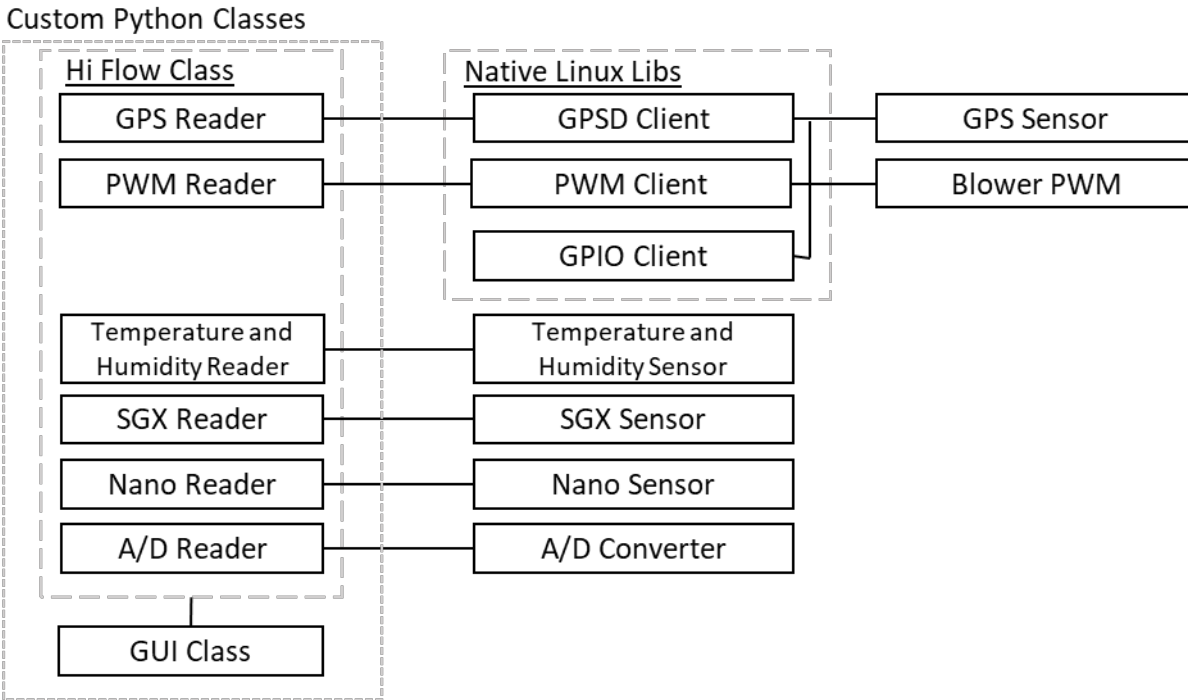 Custom Python Classes
Hi Flow Class
Native Linux Libs
GPS Reader
GPSD Client
GPS Sensor
PWM Reader
PWM Client
Blower PWM
GPIO Client
Temperature and
Humidity Reader
Temperature and
Humidity Sensor
SGX Reader
SGX Sensor
Nano Reader
Nano Sensor
A/D Reader
A/D Converter
GUI Class